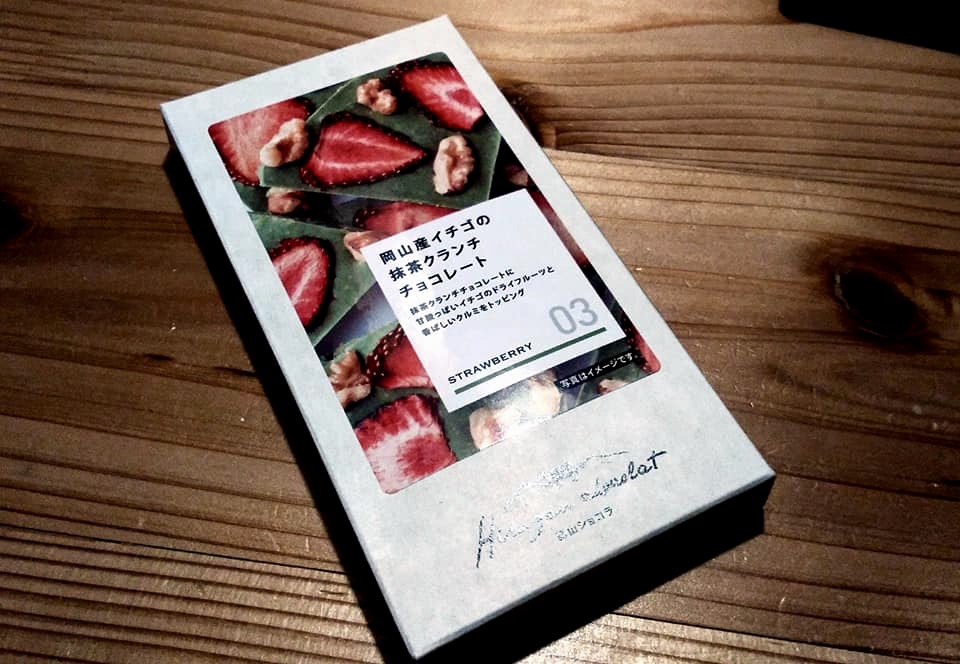 岡山産イチゴの
抹茶クランチ
チョコレート
抹茶クランチチョコレートに
甘酸っぱいイチゴのドライフルーツと
香ばしいクルミをトッピング
03
STRAWBERRY
写真はイメージです。
山ショコラ